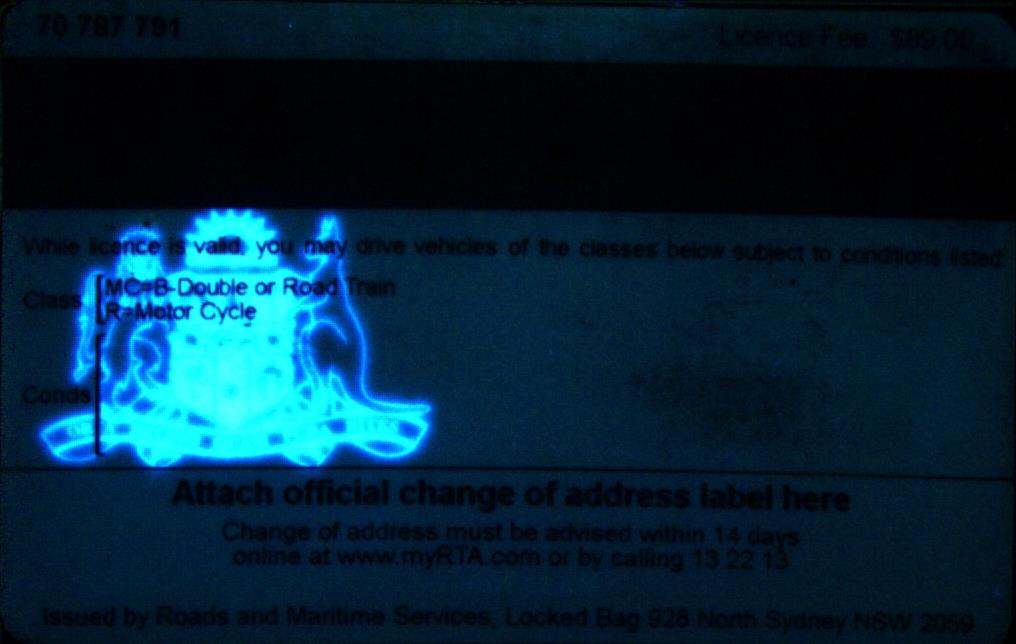 70 787 791
Licence Fee $89.00
While licence is valid, you may drive vehicles of the classes below subject to conditions listed
Class
MC=B-Double or Road Train
R=Motor Cycle
Conds
Attach official change of address label here
Change of address must be advised within 14 days
online at www.myRTA.com or by calling 13 22 13
Issued by Roads and Maritime Services, Locked Bag 928 North Sydney NSW 2059